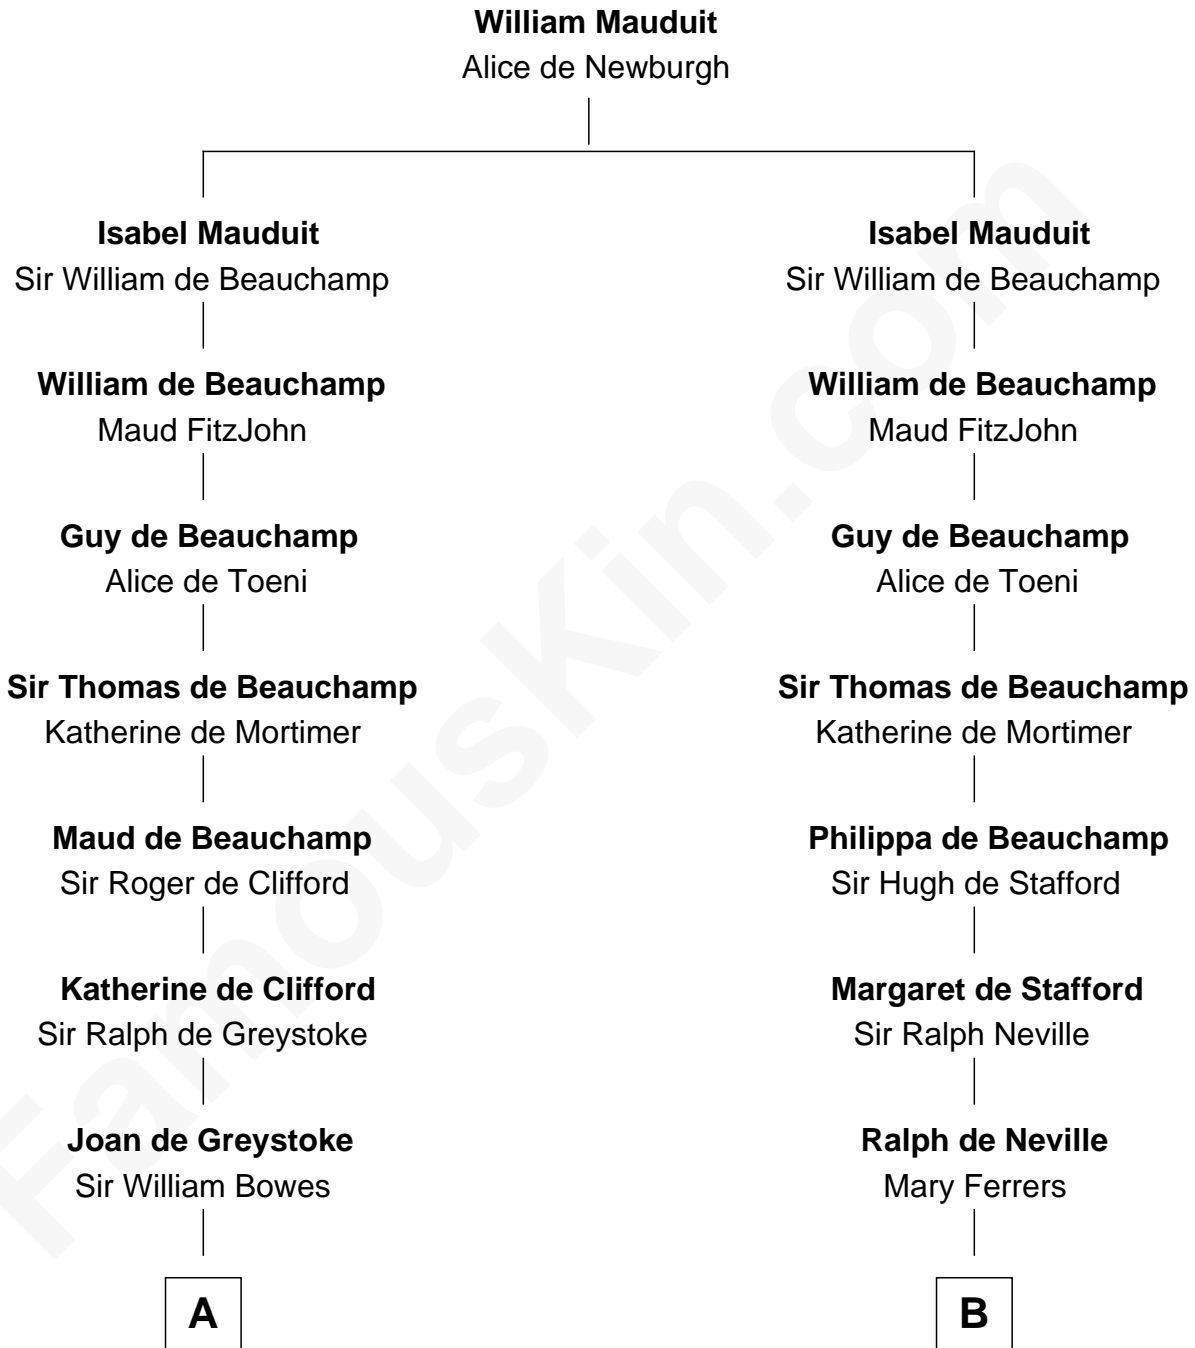 William Mauduit
Alice de Newburgh
Isabel Mauduit
Sir William de Beauchamp
William de Beauchamp
Maud FitzJohn
Guy de Beauchamp
Alice de Toeni
Sir Thomas de Beauchamp
Katherine de Mortimer
Maud de Beauchamp
Sir Roger de Clifford
Katherine de Clifford
Sir Ralph de Greystoke
Joan de Greystoke
Sir William Bowes
A
Isabel Mauduit
Sir William de Beauchamp
William de Beauchamp
Maud FitzJohn
Guy de Beauchamp
Alice de Toeni
Sir Thomas de Beauchamp
Katherine de Mortimer
Philippa de Beauchamp
Sir Hugh de Stafford
Margaret de Stafford
Sir Ralph Neville
Ralph de Neville
Mary Ferrers
B
FamousKin.com